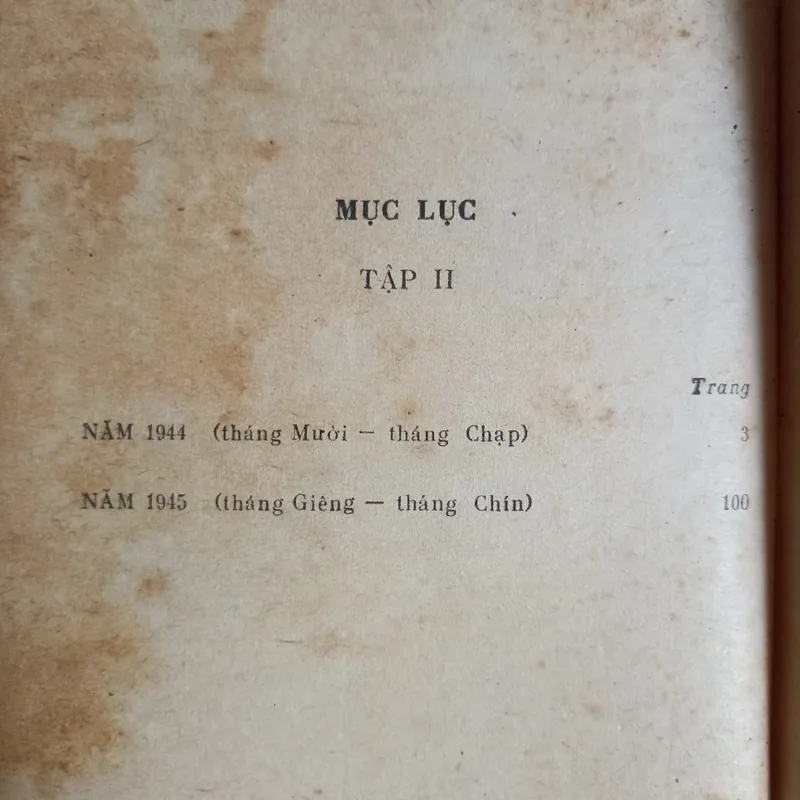 MỤC LỤC
TẬP II
Trang
NĂM 1944 (tháng Mười — tháng Chạp) 3
NĂM 1945 (tháng Giêng — tháng Chín) 100